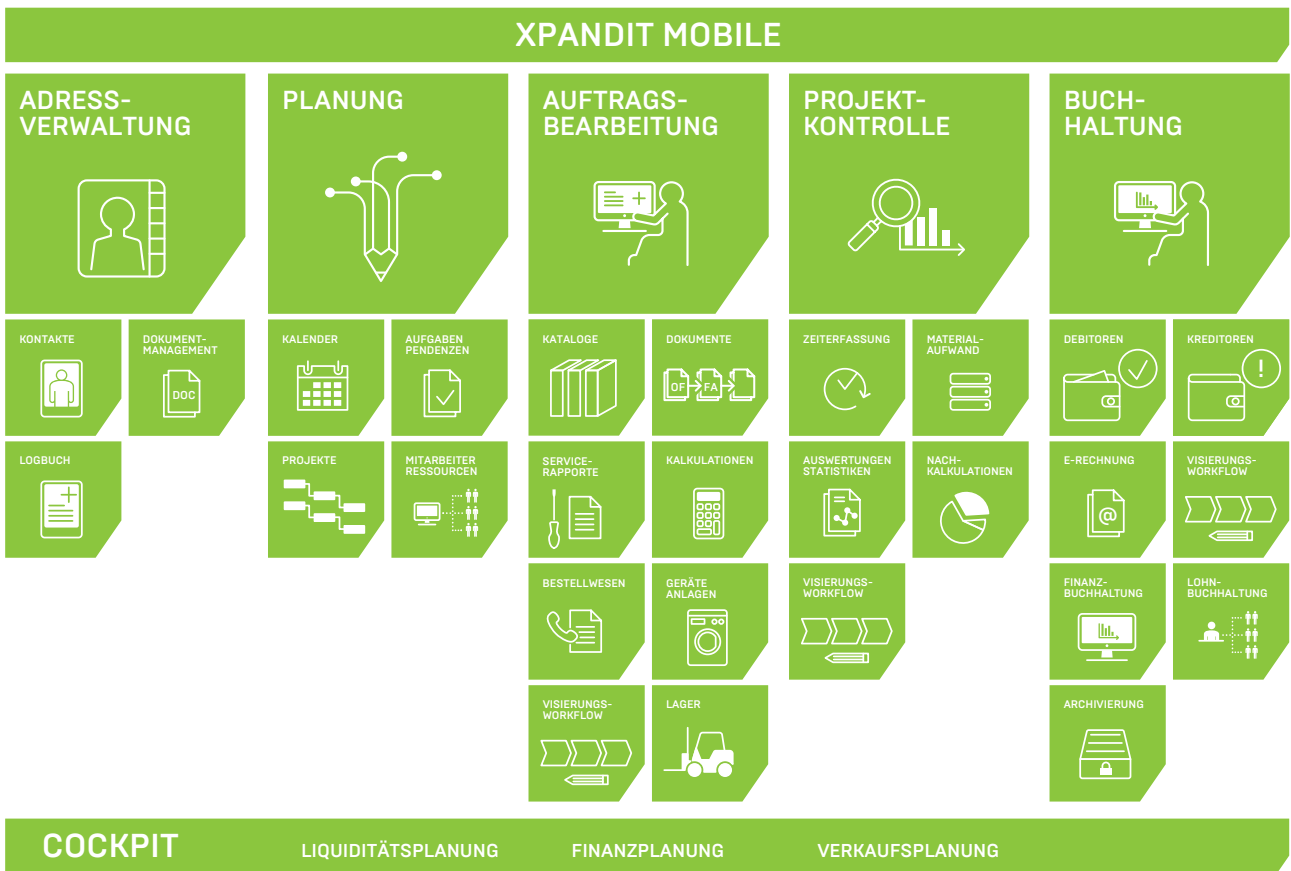 XPANDIT MOBILE
ADRESS-
VERWALTUNG
PLANUNG
AUFTRAGS-
BEARBEITUNG
PROJEKT-
KONTROLLE
BUCH-
HALTUNG
KONTAKTE
DOKUMENT-
MANAGEMENT
DOC
KALENDER
AUFGABEN
PENDENZEN
KATALOGE
DOKUMENTE
OF
FA
ZEITERFASSUNG
MATERIAL-
AUFWAND
DEBITOREN
KREDITOREN
!
LOGBUCH
PROJEKTE
MITARBEITER
RESSOURCEN
SERVICE-
RAPPORTE
KALKULATIONEN
AUSWERTUNGEN
STATISTIKEN
NACH-
KALKULATIONEN
E-RECHNUNG
@
VISIERUNGS-
WORKFLOW
BESTELLWESEN
GERÄTE
ANLAGEN
VISIERUNGS-
WORKFLOW
FINANZ-
BUCHHALTUNG
LOHN-
BUCHHALTUNG
VISIERUNGS-
WORKFLOW
LAGER
ARCHIVIERUNG
COCKPIT
LIQUIDITÄTSPLANUNG
FINANZPLANUNG
VERKAUFSPLANUNG